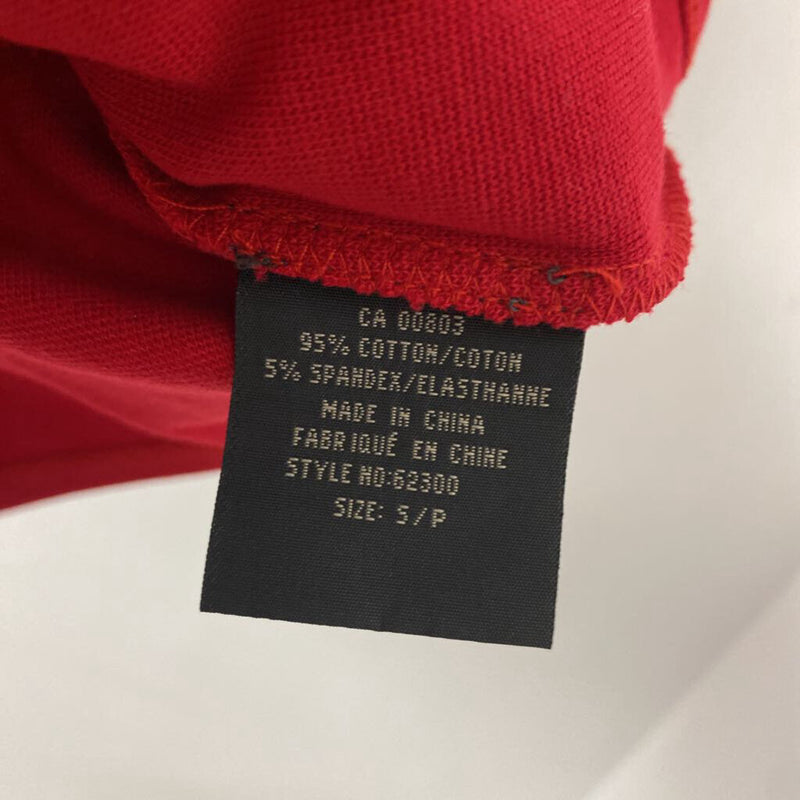 CA 00803
95% COTTON/COTON
5% SPANDEX/ELASTHANNE
MADE IN CHINA
FABRIQUÉ EN CHINE
STYLE NO:62300
SIZE: S/P